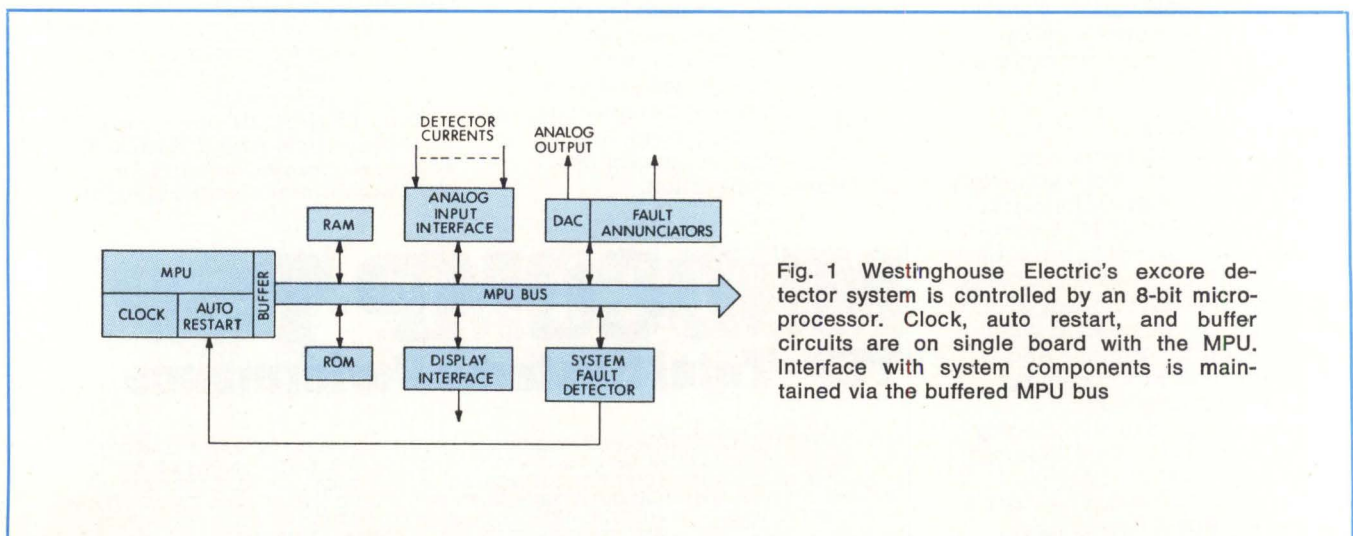 DETECTOR
CURRENTS
ANALOG
OUTPUT
RAM
ANALOG
INPUT
INTERFACE
DAC
FAULT
ANNUNCIATORS
MPU
CLOCK
AUTO
RESTART
BUFFER
MPU BUS
ROM
DISPLAY
INTERFACE
SYSTEM
FAULT
DETECTOR
Fig. 1 Westinghouse Electric's excore de-
tector system is controlled by an 8-bit micro-
processor. Clock, auto restart, and buffer
circuits are on single board with the MPU.
Interface with system components is main-
tained via the buffered MPU bus